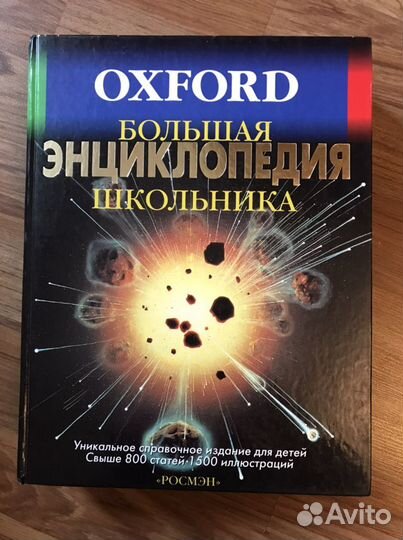 OXFORD
БОЛЬШАЯ
ЭНЦИКЛОПЕДИЯ
ШКОЛЬНИКА
Уникальное справочное издание для детей
Свыше 800 статей·1500 иллюстраций
«РОСМЭН»
Avito